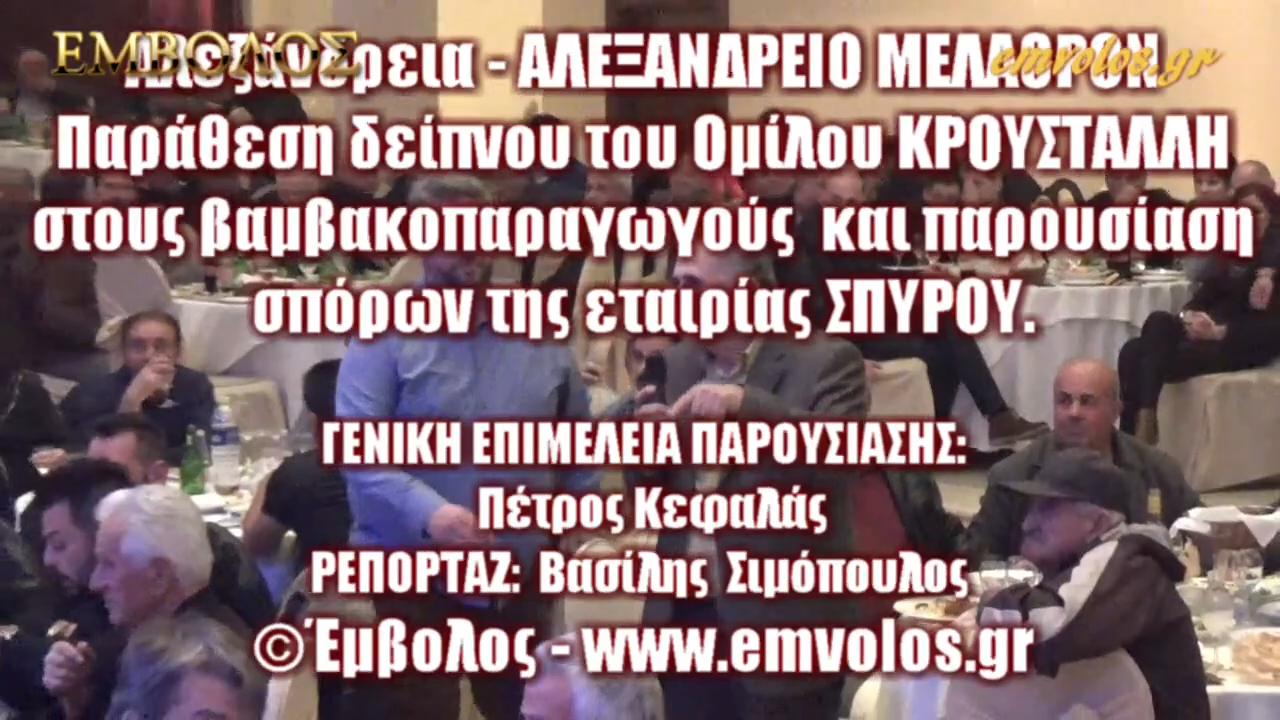 ΕΜΒΟΛΟΣ
emvolos.gr
Αλεξάνδρεια - ΑΛΕΞΑΝΔΡΕΙΟ ΜΕΛΑΘΡΟΝ
Παράθεση δείπνου του Ομίλου ΚΡΟΥΣΤΑΛΛΗ
στους βαμβακοπαραγωγούς και παρουσίαση
σπόρων της εταιρίας ΣΠΥΡΟΥ.
ΓΕΝΙΚΗ ΕΠΙΜΕΛΕΙΑ ΠΑΡΟΥΣΙΑΣΗΣ:
Πέτρος Κεφαλάς
ΡΕΠΟΡΤΑΖ: Βασίλης Σιμόπουλος
© Έμβολος - www.emvolos.gr